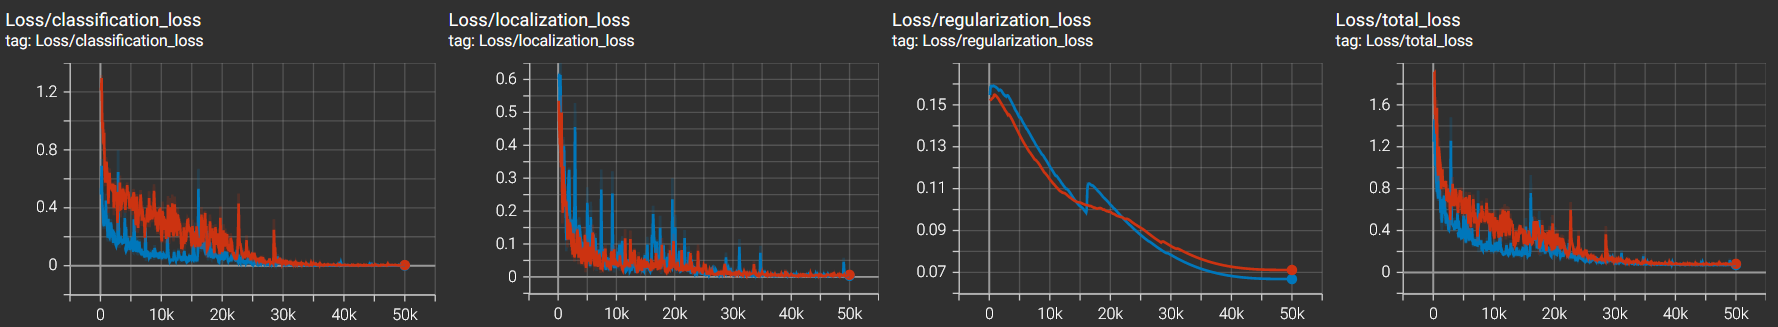 Loss/classification_loss
tag: Loss/classification_loss
1.2
0.8
0.4
0
0 10k 20k 30k 40k 50k
Loss/localization_loss
tag: Loss/localization_loss
0.6
0.5
0.4
0.3
0.2
0.1
0
0 10k 20k 30k 40k 50k
Loss/regularization_loss
tag: Loss/regularization_loss
0.15
0.13
0.11
0.09
0.07
0 10k 20k 30k 40k 50k
Loss/total_loss
tag: Loss/total_loss
1.6
1.2
0.8
0.4
0
0 10k 20k 30k 40k 50k